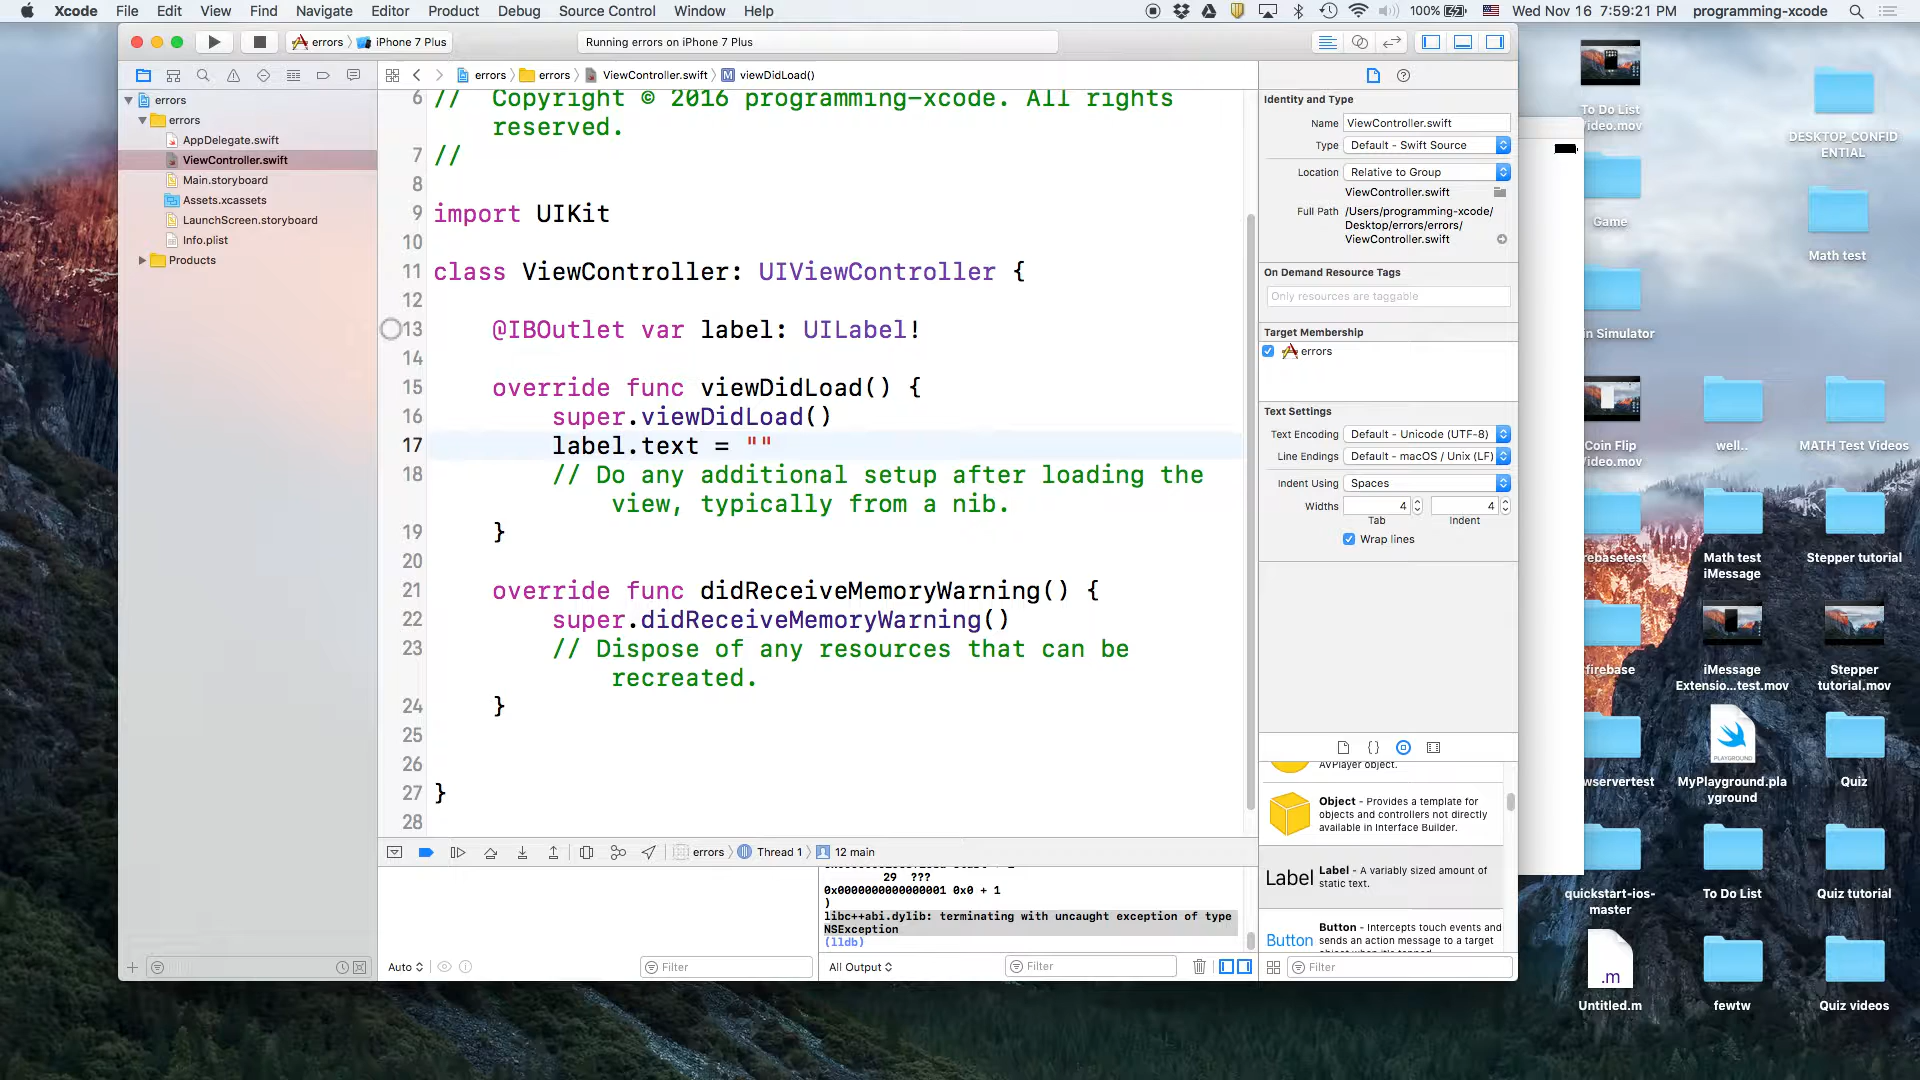 Xcode File Edit View Find Navigate Editor Product Debug Source Control Window Help
100% Wed Nov 16 7:59:21 PM programming-xcode
errors iPhone 7 Plus
Running errors on iPhone 7 Plus
errors errors ViewController.swift M viewDidLoad()
errors
errors
AppDelegate.swift
ViewController.swift
Main.storyboard
Assets.xcassets
LaunchScreen.storyboard
Info.plist
Products
6 // Copyright © 2016 programming-xcode. All rights
reserved.
7 //
8
9 import UIKit
10
11 class ViewController: UIViewController {
12
13 @IBOutlet var label: UILabel!
14
15 override func viewDidLoad() {
16 super.viewDidLoad()
17 label.text = ""
18 // Do any additional setup after loading the
view, typically from a nib.
19 }
20
21 override func didReceiveMemoryWarning() {
22 super.didReceiveMemoryWarning()
23 // Dispose of any resources that can be
recreated.
24 }
25
26
27 }
28
errors Thread 1 12 main
29 ???
0x0000000000000001 0x0 + 1
)
libc++abi.dylib: terminating with uncaught exception of type
NSException
(lldb)
Auto
Filter
All Output
Filter
Identity and Type
Name ViewController.swift
Type Default - Swift Source
Location Relative to Group
ViewController.swift
Full Path /Users/programming-xcode/
Desktop/errors/errors/
ViewController.swift
On Demand Resource Tags
Only resources are taggable
Target Membership
errors
Text Settings
Text Encoding Default - Unicode (UTF-8)
Line Endings Default - macOS / Unix (LF)
Indent Using Spaces
Widths 4 4
Tab Indent
Wrap lines
AVPlayer object.
Object - Provides a template for
objects and controllers not directly
available in Interface Builder.
Label Label - A variably sized amount of
static text.
Button Button - Intercepts touch events and
sends an action message to a target
Filter
To Do List
DESKTOP_CONFID
ENTIAL
Game
Math test
in Simulator
Coin Flip
well..
MATH Test Videos
rebasetest
Math test
iMessage
Stepper tutorial
firebase
iMessage
Extensio...test.mov
Stepper
tutorial.mov
PLAYGROUND
wservertest
MyPlayground.pla
yground
Quiz
quickstart-ios-
master
To Do List
Quiz tutorial
.m
Untitled.m
fewtw
Quiz videos